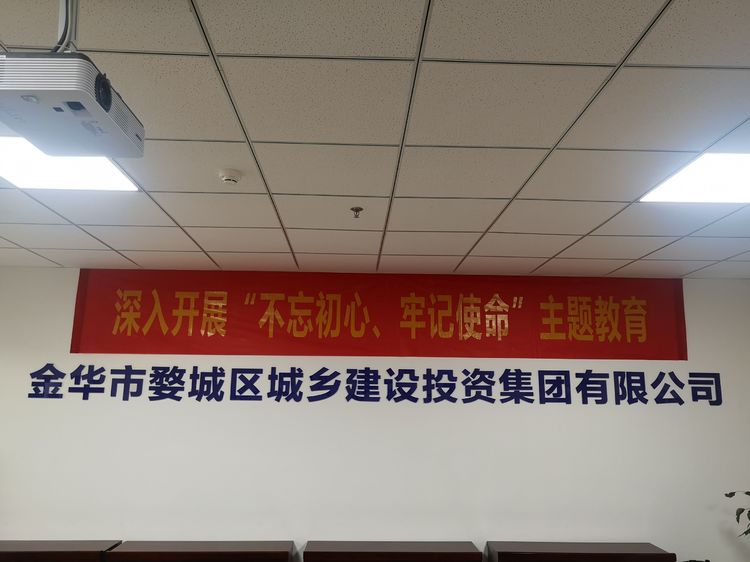 深入开展“不忘初心、牢记使命”主题教育
金华市婺城区城乡建设投资集团有限公司